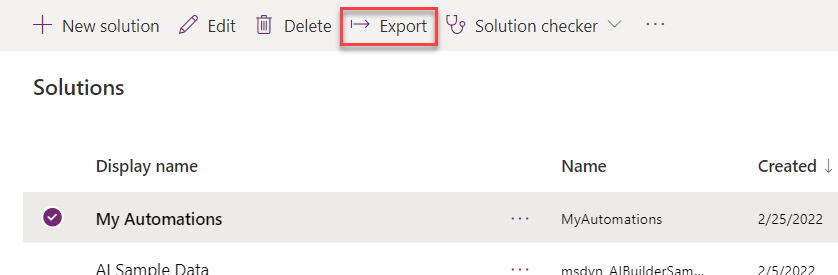 New solution Edit Delete Export Solution checker ...
Solutions
Display name Name Created
My Automations ... MyAutomations 2/25/2022
AI Sample Data ... msdyn_AIBuilderSam... 2/5/2022